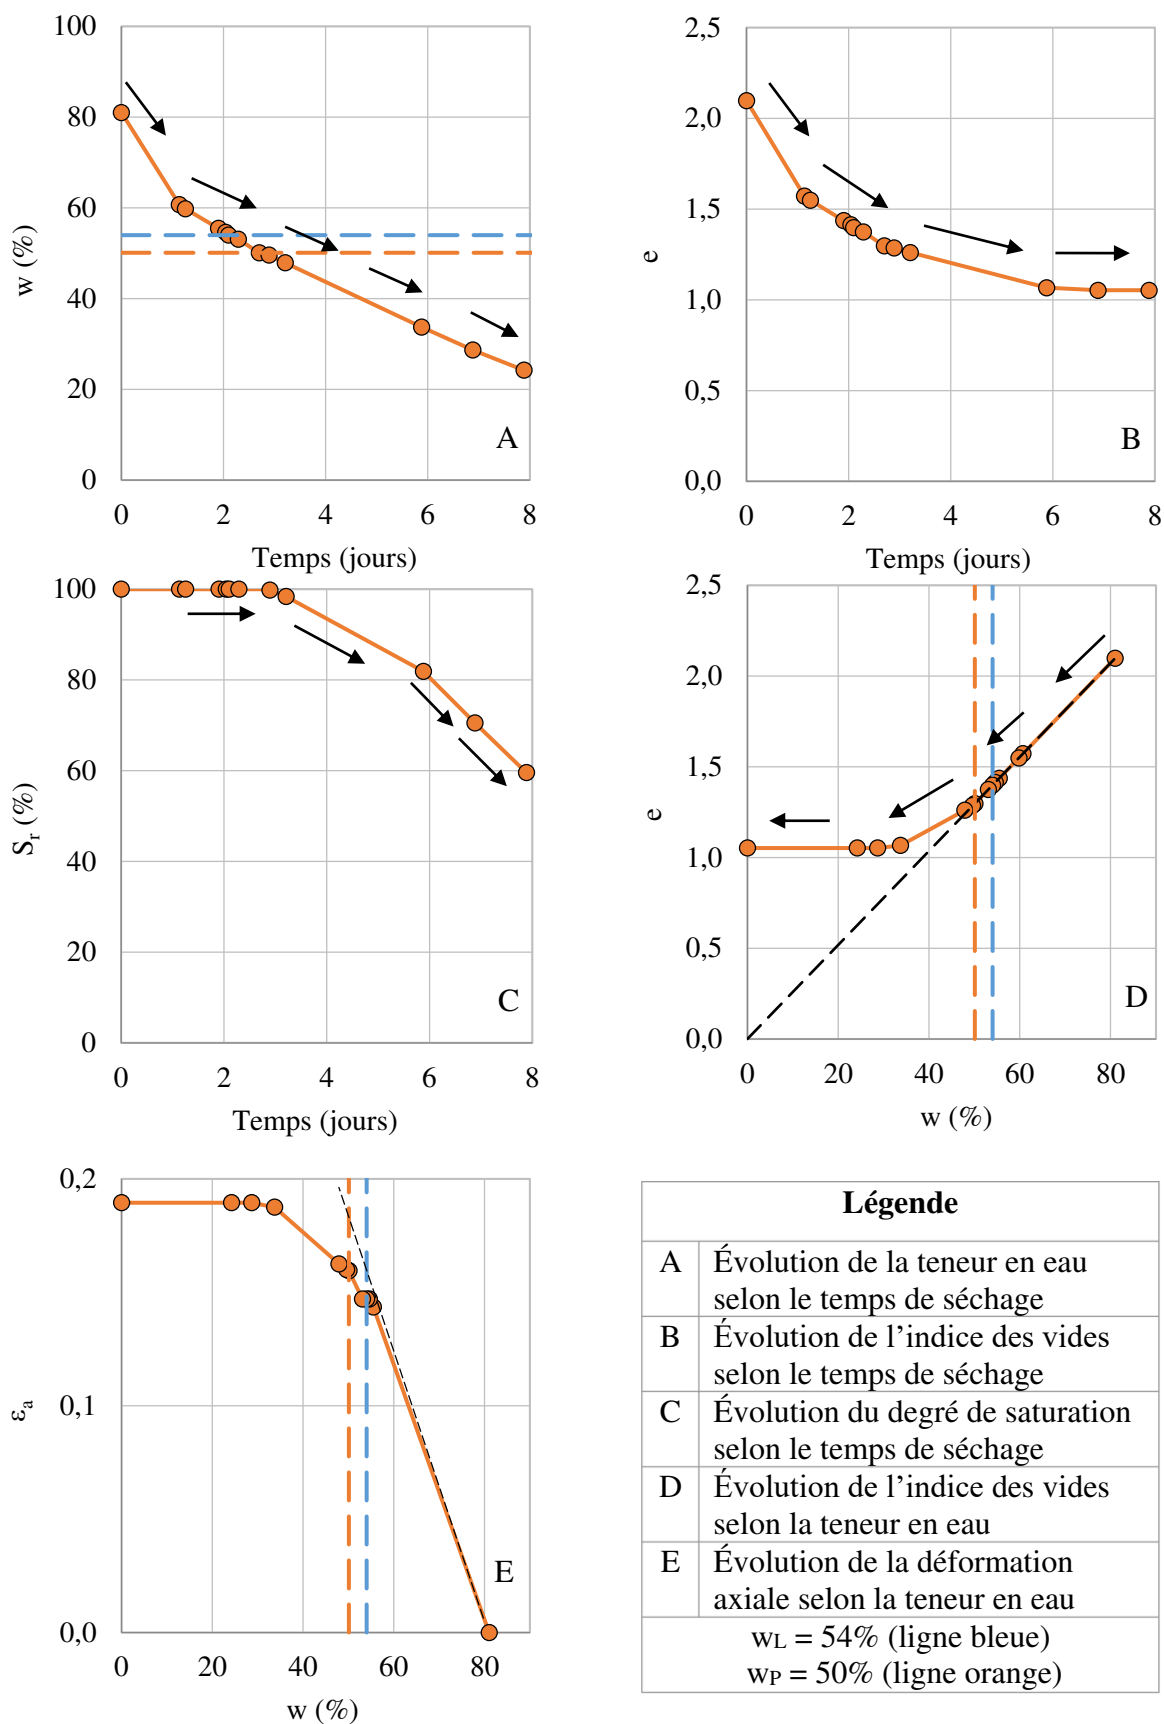 100
80
60
40
20
0
w (%)
0 2 4 6 8
Temps (jours)
A
2,5
2,0
1,5
1,0
0,5
0,0
e
0 2 4 6 8
Temps (jours)
B
100
80
60
40
20
0
Sr (%)
0 2 4 6 8
Temps (jours)
C
2,5
2,0
1,5
1,0
0,5
0,0
e
0 20 40 60 80
w (%)
D
0,2
0,1
0,0
εa
0 20 40 60 80
w (%)
E
Légende
A Évolution de la teneur en eau
selon le temps de séchage
B Évolution de l’indice des vides
selon le temps de séchage
C Évolution du degré de saturation
selon le temps de séchage
D Évolution de l’indice des vides
selon la teneur en eau
E Évolution de la déformation
axiale selon la teneur en eau
wL = 54% (ligne bleue)
wP = 50% (ligne orange)